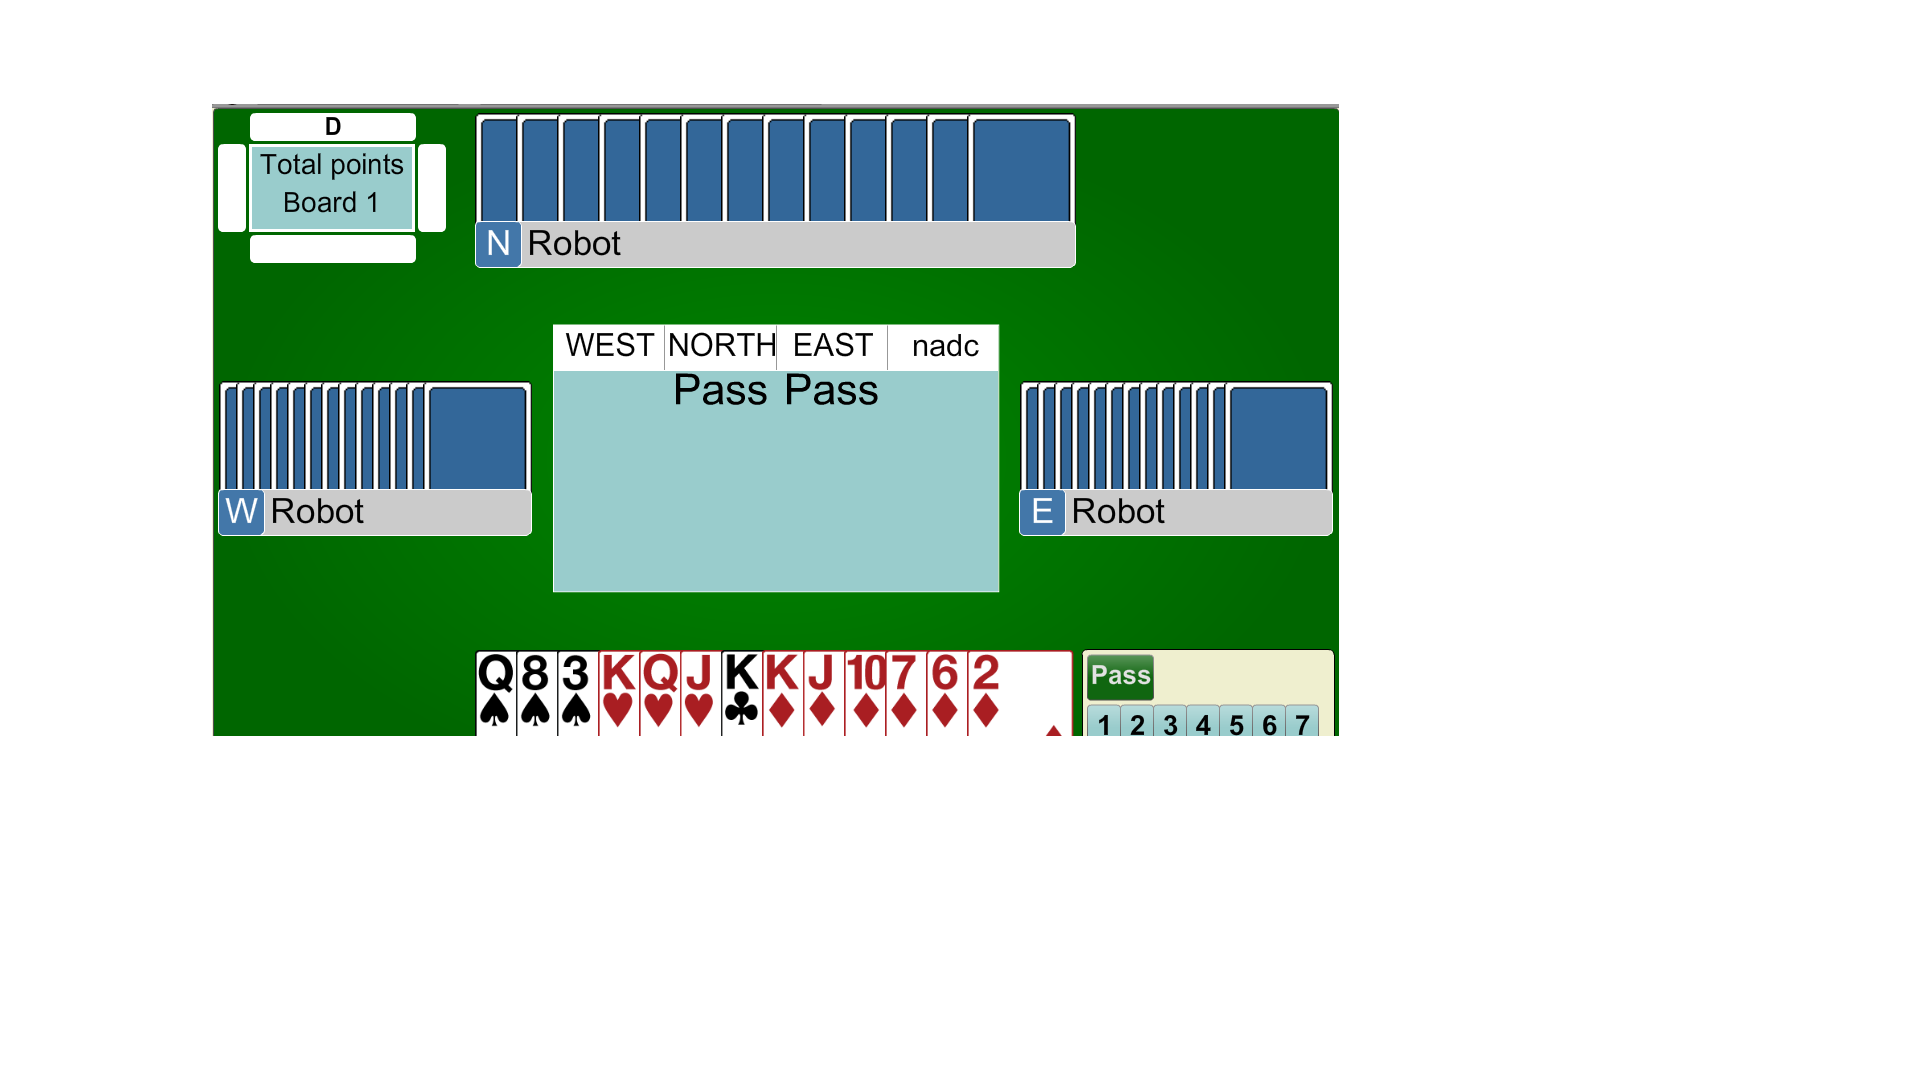 D
Total points
Board 1
N Robot
WEST NORTH EAST nadc
Pass Pass
W Robot
E Robot
Q 8 3 K Q J K K J 10 7 6 2
Pass
1 2 3 4 5 6 7